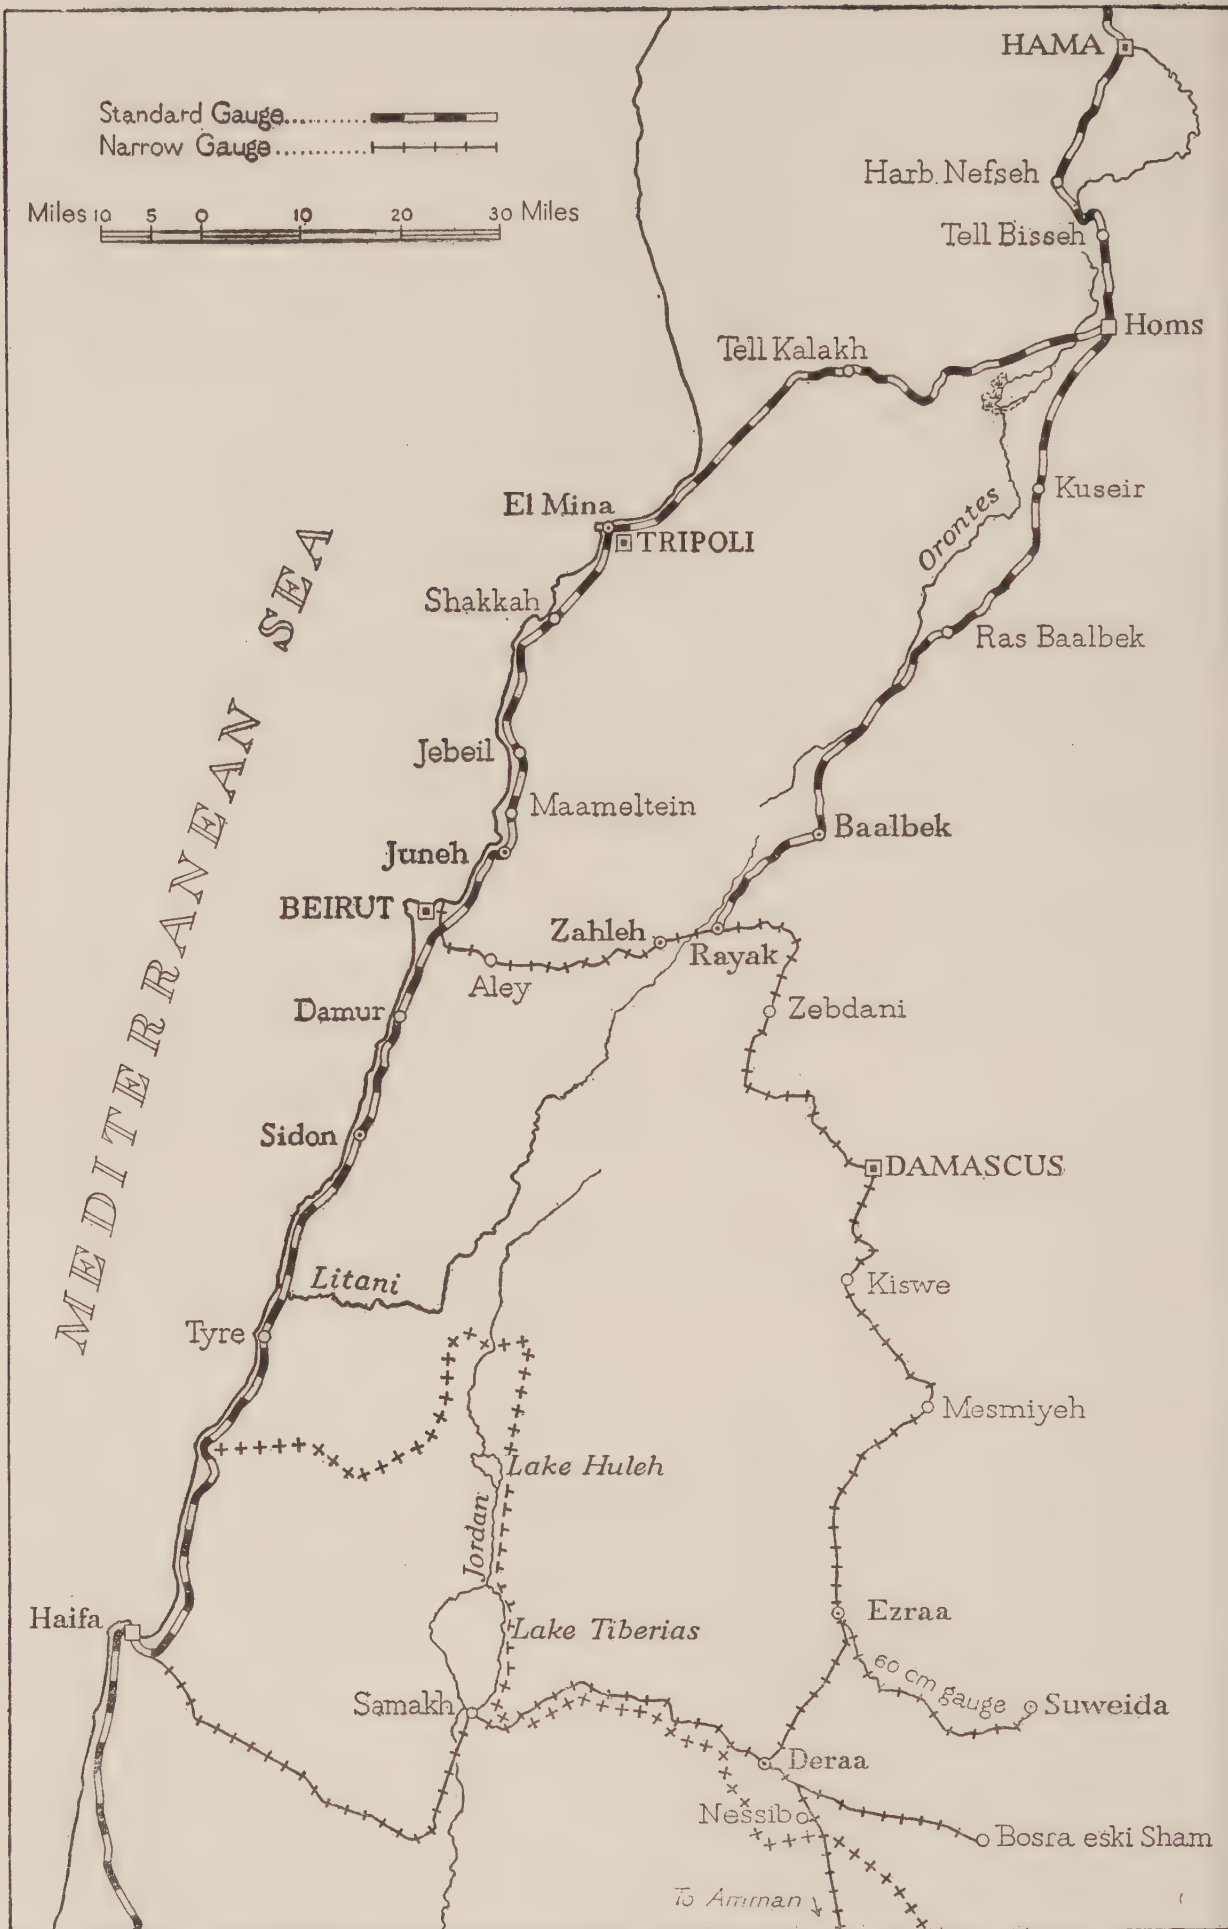 HAMA
Standard Gauge............
Narrow Gauge............
Harb. Nefseh
Miles 10 5 0 10 20 30 Miles
Tell Bisseh
Homs
Tell Kalakh
Kuseir
El Mina
Orontes
TRIPOLI
MEDITERRANEAN SEA
Shakkah
Ras Baalbek
Jebeil
Maameltein
Baalbek
Juneh
BEIRUT
Zahleh
Rayak
Aley
Damur
Zebdani
Sidon
DAMASCUS
Litani
Kiswe
Tyre
Mesmiyeh
Lake Huleh
Jordan
Haifa
Ezraa
Lake Tiberias
60 cm gauge
Samakh
Suweida
Deraa
Nessib
Bosra eski Sham
To Amman